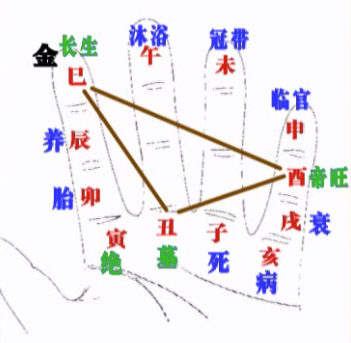 金 长生 沐浴 冠带
巳 午 未
临官
申
养 辰 酉 帝旺
胎 卯 戌 衰
寅 丑 子 亥
绝 墓 死 病